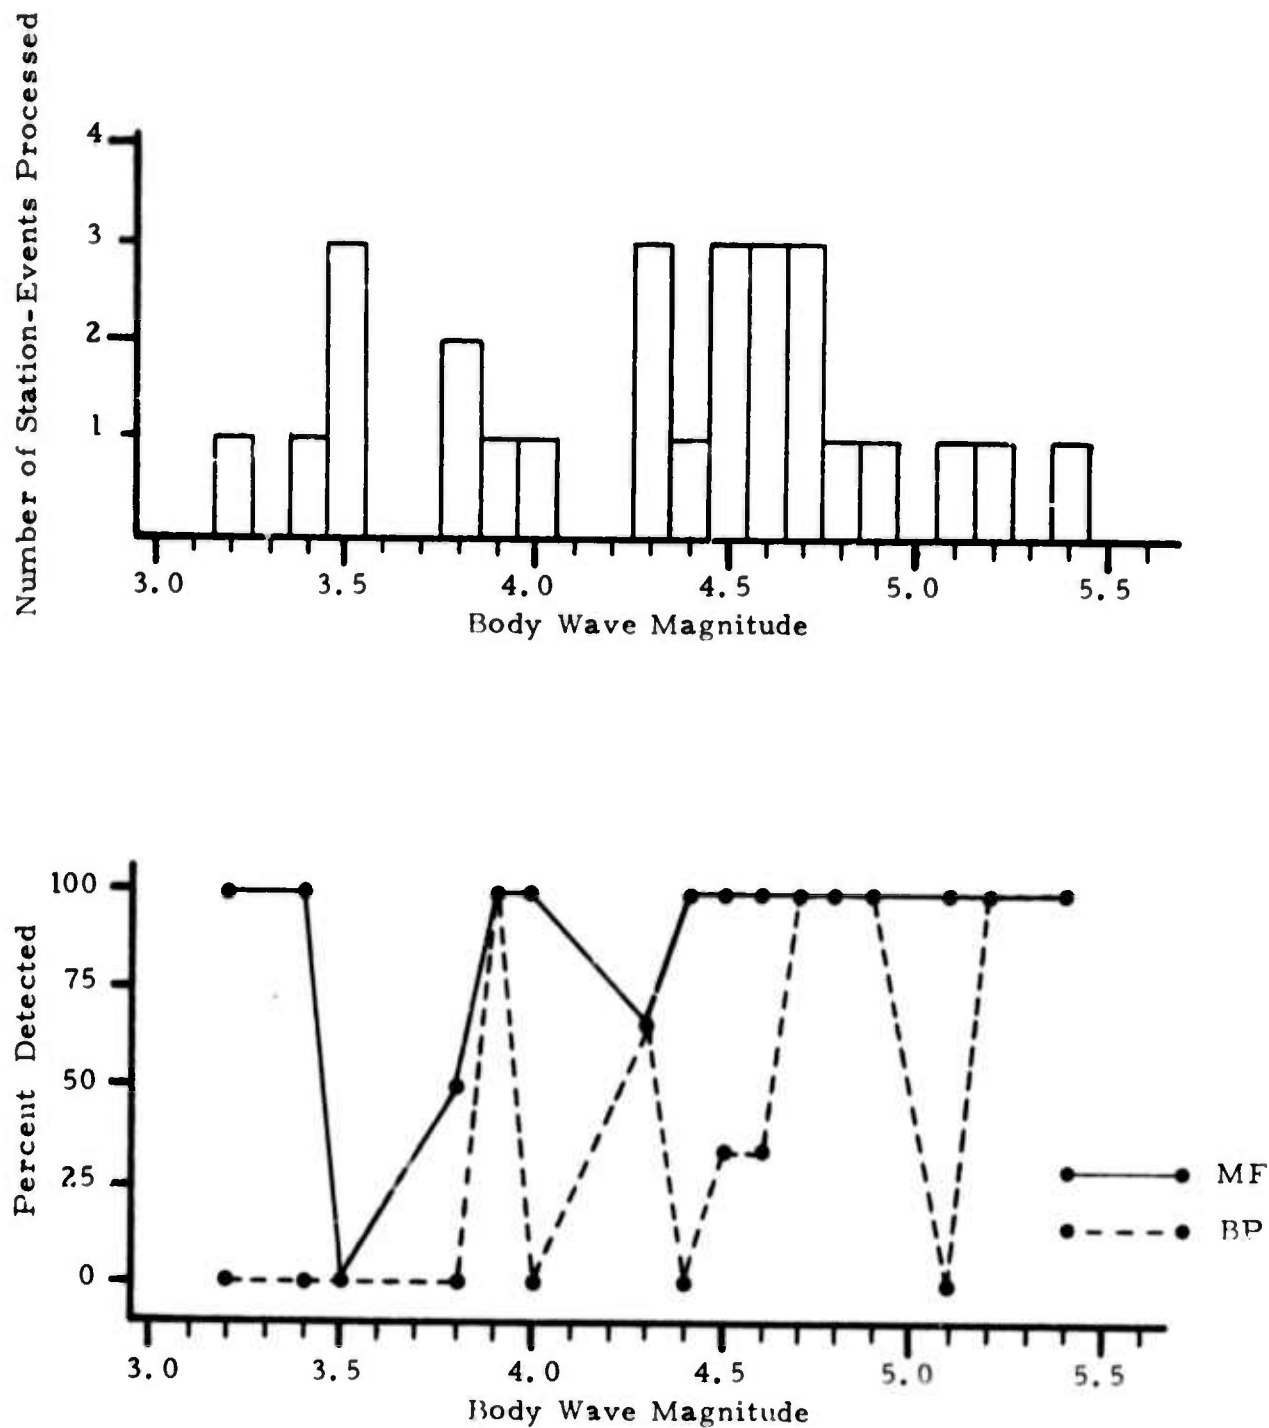 Number of Station-Events Processed
4
3
2
1
3.0 3.5 4.0 4.5 5.0 5.5
Body Wave Magnitude
Percent Detected
100
75
50
25
0
MF
BP
3.0 3.5 4.0 4.5 5.0 5.5
Body Wave Magnitude